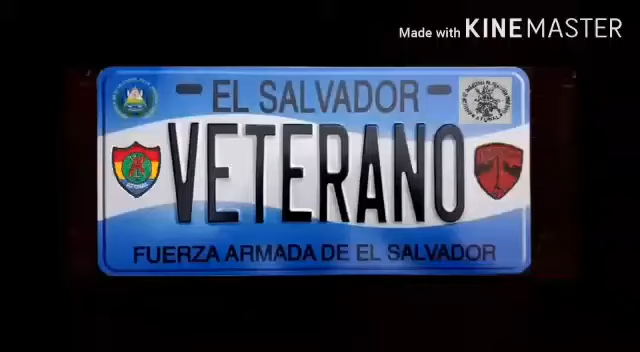 Made with KINEMASTER
EL SALVADOR
VETERANO
FUERZA ARMADA DE EL SALVADOR